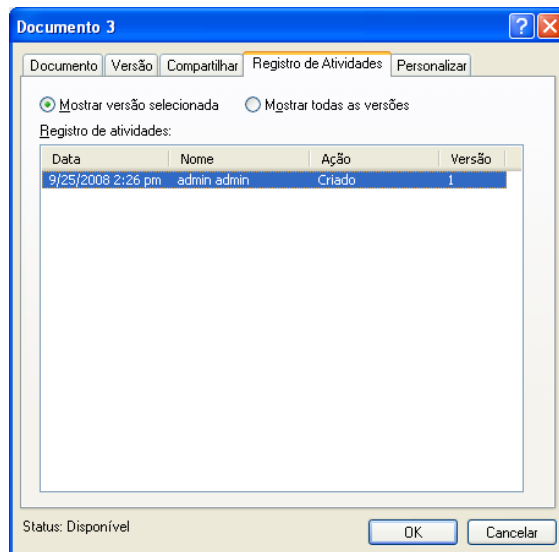 Documento 3
Documento Versão Compartilhar Registro de Atividades Personalizar
Mostrar versão selecionada Mostrar todas as versões
Registro de atividades:
Data Nome Ação Versão
9/25/2008 2:26 pm admin admin Criado 1
Status: Disponível
OK Cancelar